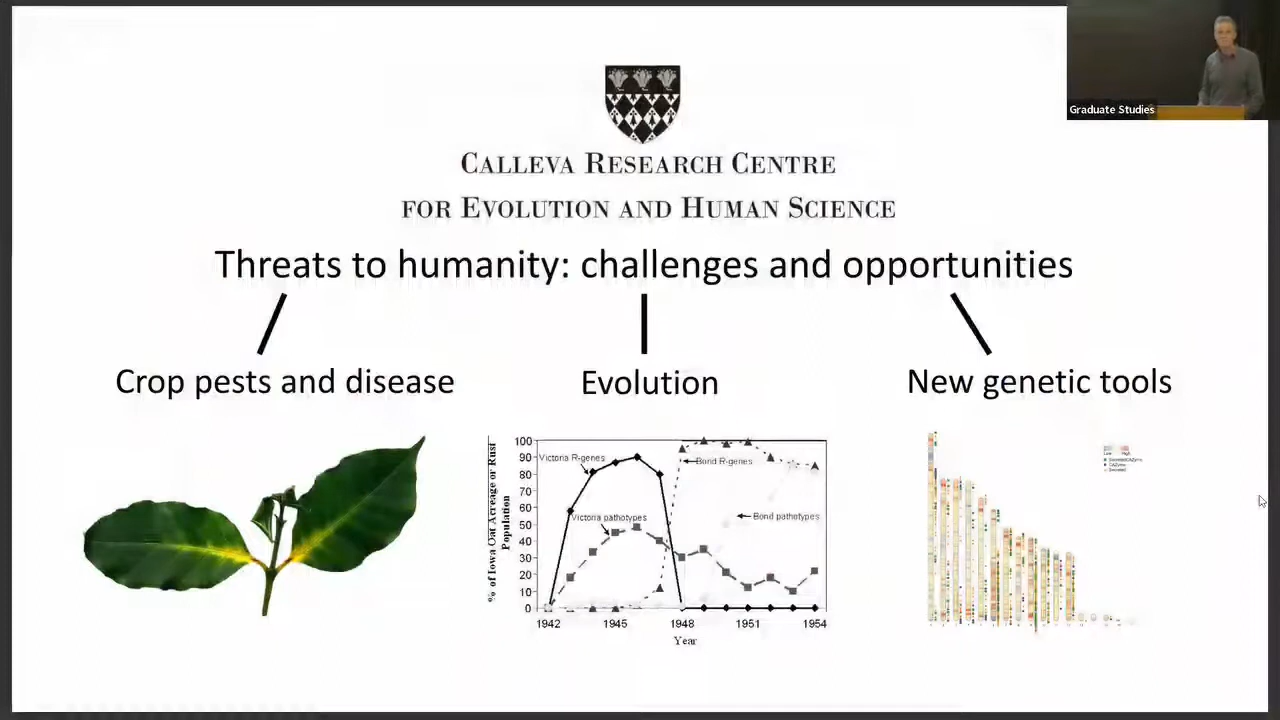 Graduate Studies
CALLEVA RESEARCH CENTRE
FOR EVOLUTION AND HUMAN SCIENCE
Threats to humanity: challenges and opportunities
Crop pests and disease
Evolution
New genetic tools
% of Iowa Oat Acreage or Rust
Population
100
90
80
70
60
50
40
30
20
10
0
Victoria R-genes
Bond R-genes
Victoria pathotypes
Bond pathotypes
1942
1945
1948
1951
1954
Year
Low High